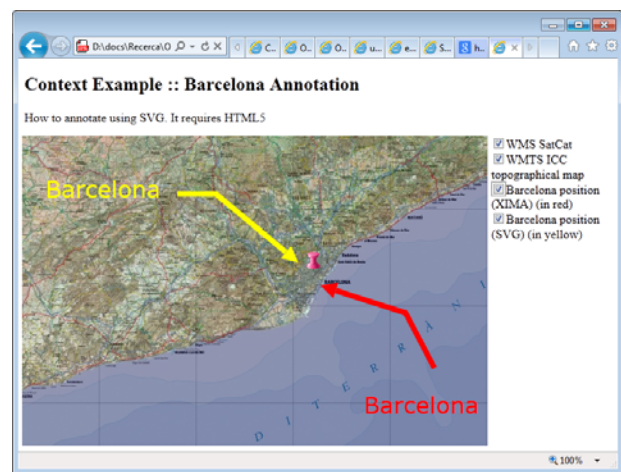 D:\docs\Recerca\O
C...
O...
O...
u...
e...
S...
h...
Context Example :: Barcelona Annotation
How to annotate using SVG. It requires HTML5
WMS SatCat
WMTS ICC
topographical map
Barcelona position
(XIMA) (in red)
Barcelona position
(SVG) (in yellow)
Barcelona
BARCELONA
Barcelona
D I T E R R À N I
100%